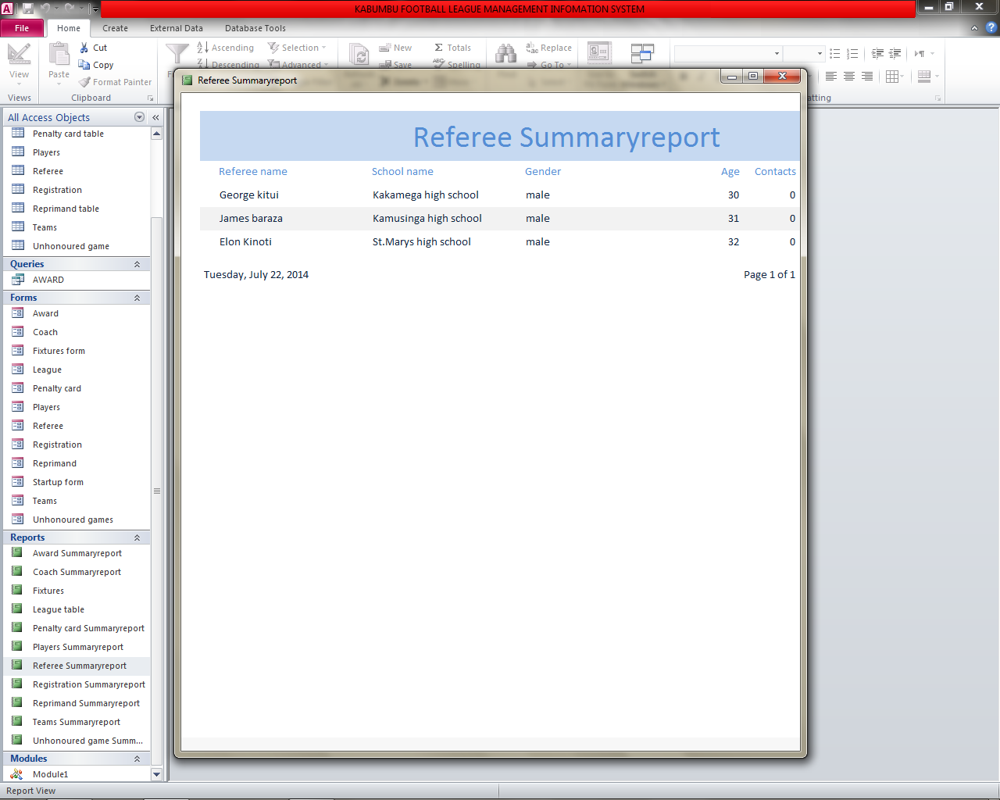 KABUMBU FOOTBALL LEAGUE MANAGEMENT INFOMATION SYSTEM
File Home Create External Data Database Tools
View
Views
Paste
Cut
Copy
Format Painter
Clipboard
Ascending
Descending
Selection
Advanced
New
Save
Totals
Spelling
Replace
Go To
All Access Objects
Penalty card table
Players
Referee
Registration
Reprimand table
Teams
Unhonoured game
Queries
AWARD
Forms
Award
Coach
Fixtures form
League
Penalty card
Players
Referee
Registration
Reprimand
Startup form
Teams
Unhonoured games
Reports
Award Summaryreport
Coach Summaryreport
Fixtures
League table
Penalty card Summaryreport
Players Summaryreport
Referee Summaryreport
Registration Summaryreport
Reprimand Summaryreport
Teams Summaryreport
Unhonoured game Summ...
Modules
Module1
Report View
Referee Summaryreport
Referee Summaryreport
Referee name School name Gender Age Contacts
George kitui Kakamega high school male 30 0
James baraza Kamusinga high school male 31 0
Elon Kinoti St.Marys high school male 32 0
Tuesday, July 22, 2014 Page 1 of 1